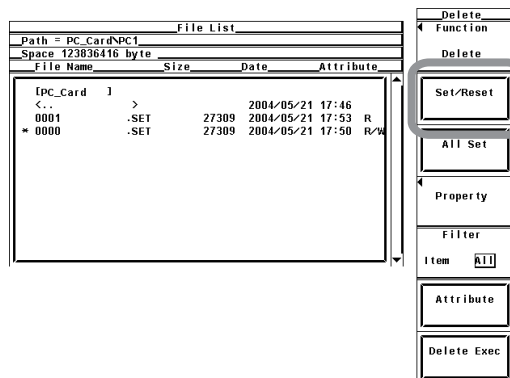 File List
Path = PC_Card\PC1
Space 123836416 byte
File Name Size Date Attribute
[PC_Card ]
<.. > 2004/05/21 17:46
0001 .SET 27309 2004/05/21 17:53 R
* 0000 .SET 27309 2004/05/21 17:50 R/W
Delete
Function
Delete
Set/Reset
All Set
Property
Filter
Item All
Attribute
Delete Exec